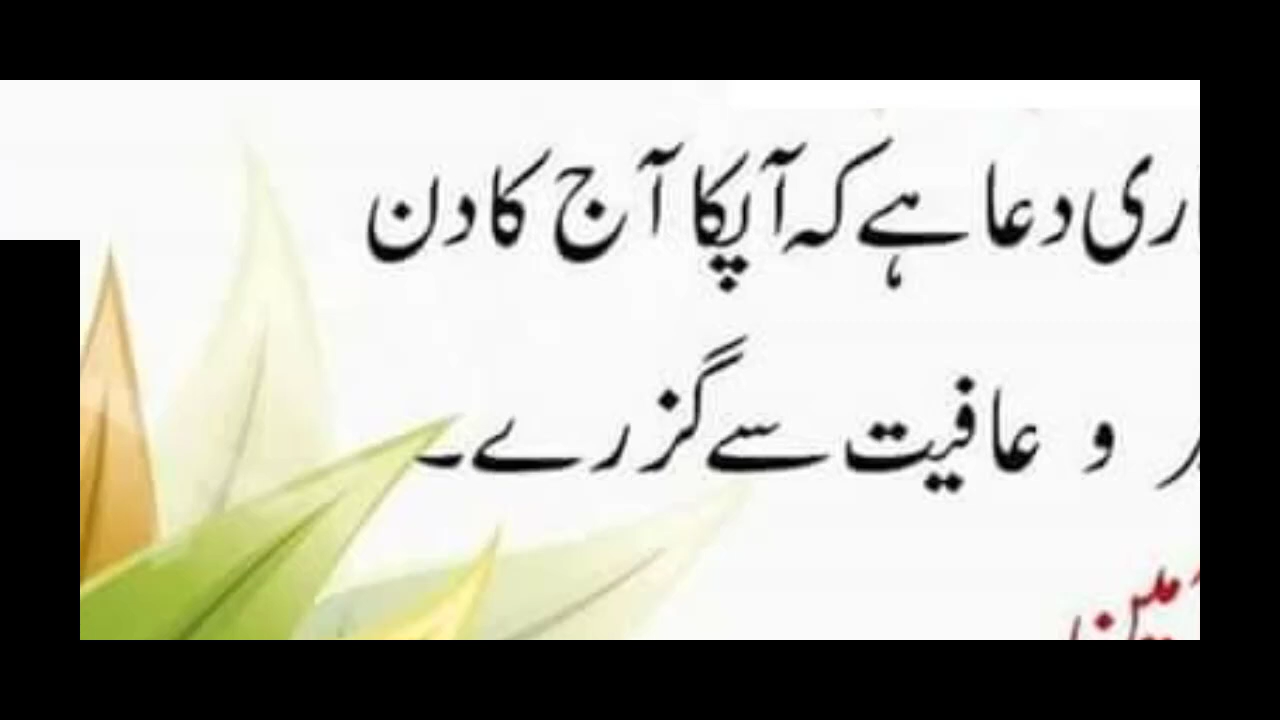 دعا ہے کہ آپکا آج کا دن
و عافیت سے گزرے۔